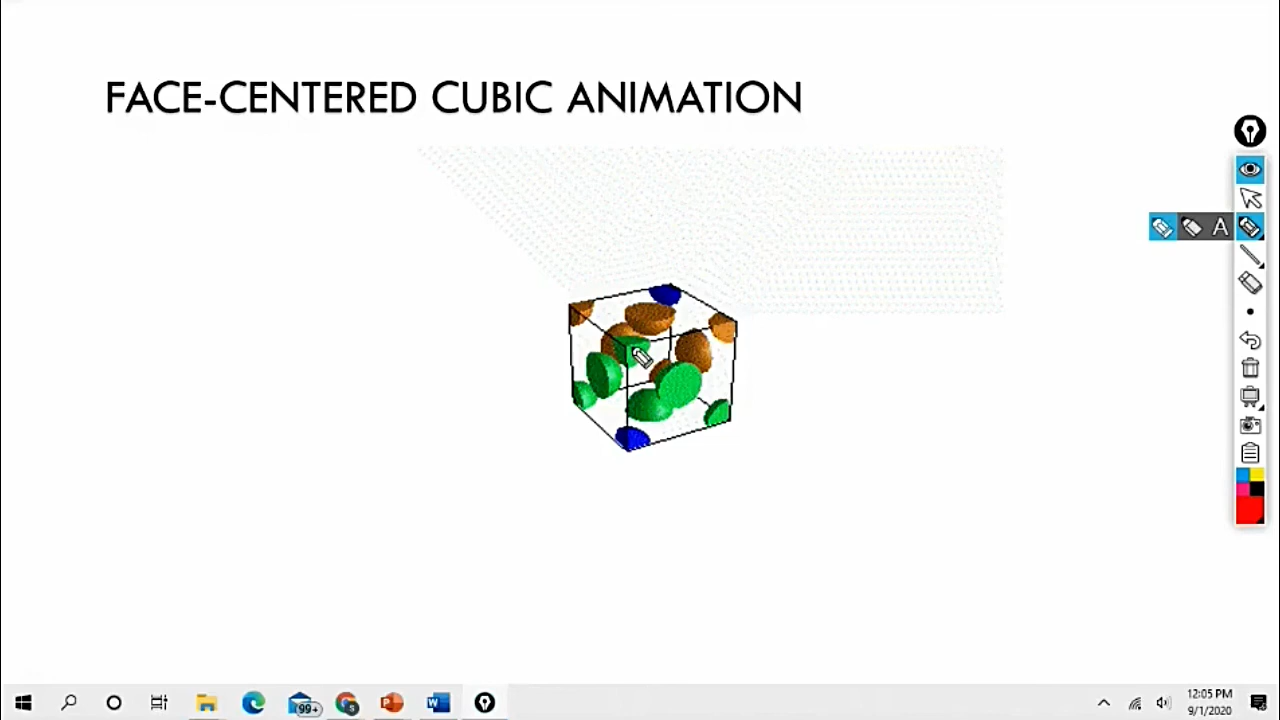 FACE-CENTERED CUBIC ANIMATION
A
99+
12:05 PM
9/1/2020